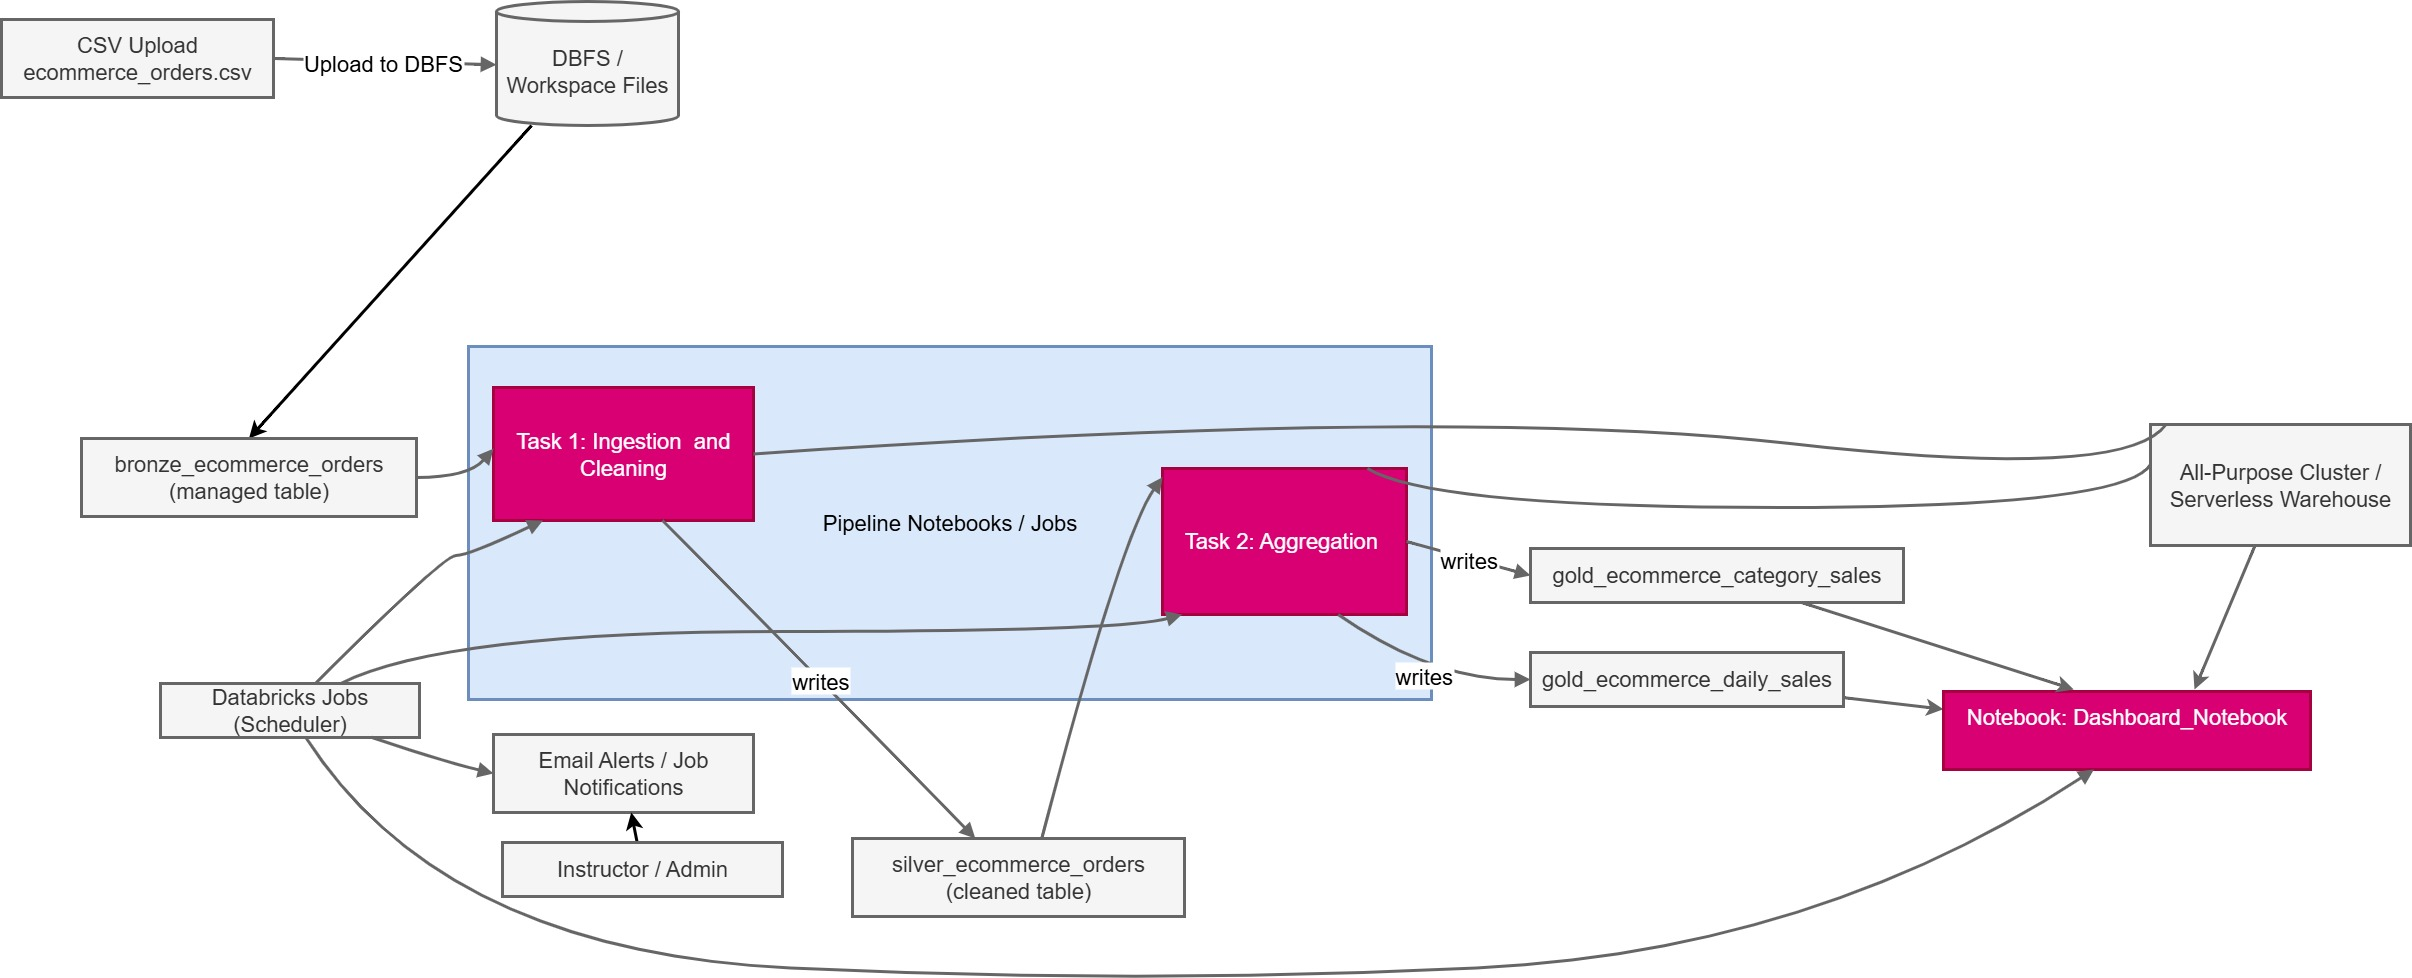 CSV Upload
ecommerce_orders.csv
Upload to DBFS
DBFS /
Workspace Files
bronze_ecommerce_orders
(managed table)
Task 1: Ingestion  and
Cleaning
Pipeline Notebooks / Jobs
Task 2: Aggregation
All-Purpose Cluster /
Serverless Warehouse
writes
gold_ecommerce_category_sales
writes
gold_ecommerce_daily_sales
Notebook: Dashboard_Notebook
Databricks Jobs
(Scheduler)
writes
Email Alerts / Job
Notifications
Instructor / Admin
silver_ecommerce_orders
(cleaned table)